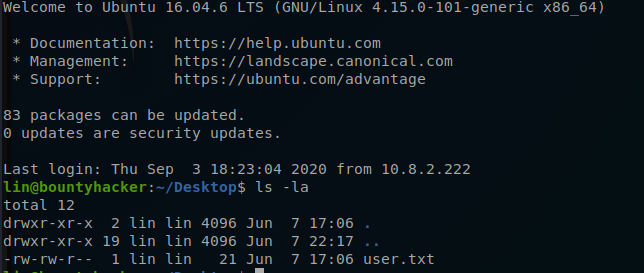 Welcome to Ubuntu 16.04.6 LTS (GNU/Linux 4.15.0-101-generic x86_64)
* Documentation:  https://help.ubuntu.com
* Management:     https://landscape.canonical.com
* Support:        https://ubuntu.com/advantage
83 packages can be updated.
0 updates are security updates.
Last login: Thu Sep  3 18:23:04 2020 from 10.8.2.222
lin@bountyhacker:~/Desktop$ ls -la
total 12
drwxr-xr-x  2 lin lin 4096 Jun  7 17:06 .
drwxr-xr-x 19 lin lin 4096 Jun  7 22:17 ..
-rw-rw-r--  1 lin lin   21 Jun  7 17:06 user.txt
lin@bountyhacker:~/Desktop$